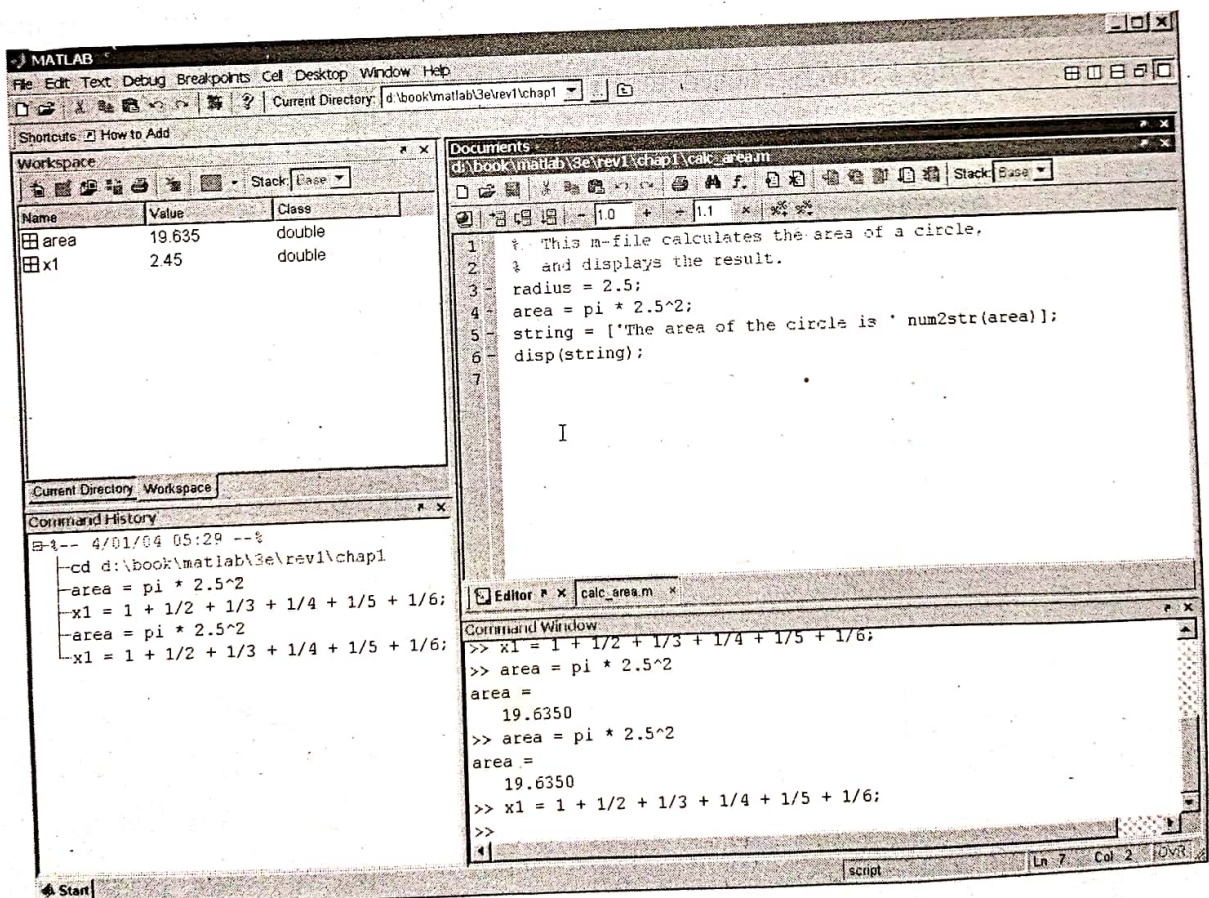 MATLAB
File Edit Text Debug Breakpoints Cell Desktop Window Help
Current Directory: d:\book\matlab\3e\rev1\chap1
Shortcuts How to Add
Workspace
Stack: Base
Name Value Class
area 19.635 double
x1 2.45 double
Current Directory Workspace
Command History
%-- 4/01/04 05:29 --%
cd d:\book\matlab\3e\rev1\chap1
area = pi * 2.5^2
x1 = 1 + 1/2 + 1/3 + 1/4 + 1/5 + 1/6;
area = pi * 2.5^2
x1 = 1 + 1/2 + 1/3 + 1/4 + 1/5 + 1/6;
Documents
d:\book\matlab\3e\rev1\chap1\calc_area.m
Stack: Base
- 1.0 + ÷ 1.1 ×
1 % This m-file calculates the area of a circle,
2 % and displays the result.
3 - radius = 2.5;
4 - area = pi * 2.5^2;
5 - string = ['The area of the circle is ' num2str(area)];
6 - disp(string);
7
Editor calc_area.m
Command Window
>> x1 = 1 + 1/2 + 1/3 + 1/4 + 1/5 + 1/6;
>> area = pi * 2.5^2
area =
19.6350
>> area = pi * 2.5^2
area =
19.6350
>> x1 = 1 + 1/2 + 1/3 + 1/4 + 1/5 + 1/6;
>>
Start script Ln 7 Col 2 OVR